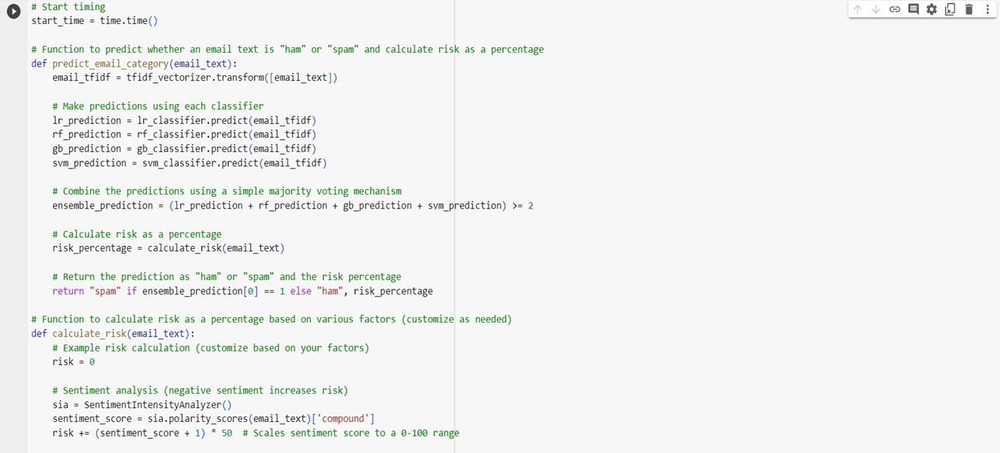 # Start timing
start_time = time.time()
# Function to predict whether an email text is "ham" or "spam" and calculate risk as a percentage
def predict_email_category(email_text):
    email_tfidf = tfidf_vectorizer.transform([email_text])
    # Make predictions using each classifier
    lr_prediction = lr_classifier.predict(email_tfidf)
    rf_prediction = rf_classifier.predict(email_tfidf)
    gb_prediction = gb_classifier.predict(email_tfidf)
    svm_prediction = svm_classifier.predict(email_tfidf)
    # Combine the predictions using a simple majority voting mechanism
    ensemble_prediction = (lr_prediction + rf_prediction + gb_prediction + svm_prediction) >= 2
    # Calculate risk as a percentage
    risk_percentage = calculate_risk(email_text)
    # Return the prediction as "ham" or "spam" and the risk percentage
    return "spam" if ensemble_prediction[0] == 1 else "ham", risk_percentage
# Function to calculate risk as a percentage based on various factors (customize as needed)
def calculate_risk(email_text):
    # Example risk calculation (customize based on your factors)
    risk = 0
    # Sentiment analysis (negative sentiment increases risk)
    sia = SentimentIntensityAnalyzer()
    sentiment_score = sia.polarity_scores(email_text)['compound']
    risk += (sentiment_score + 1) * 50  # Scales sentiment score to a 0-100 range